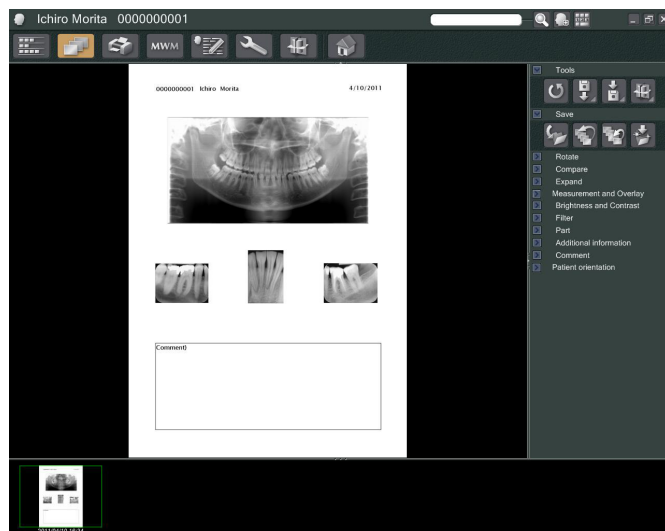 Ichiro Morita 0000000001
MWM
0000000001 Ichiro Morita 4/10/2011
Comment)
Tools
Save
Rotate
Compare
Expand
Measurement and Overlay
Brightness and Contrast
Filter
Part
Additional information
Comment
Patient orientation